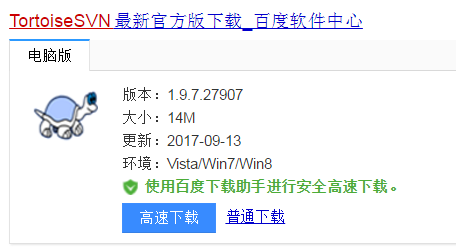 TortoiseSVN 最新官方版下载_百度软件中心
电脑版
版本：1.9.7.27907
大小：14M
更新：2017-09-13
环境：Vista/Win7/Win8
使用百度下载助手进行安全高速下载。
高速下载 普通下载